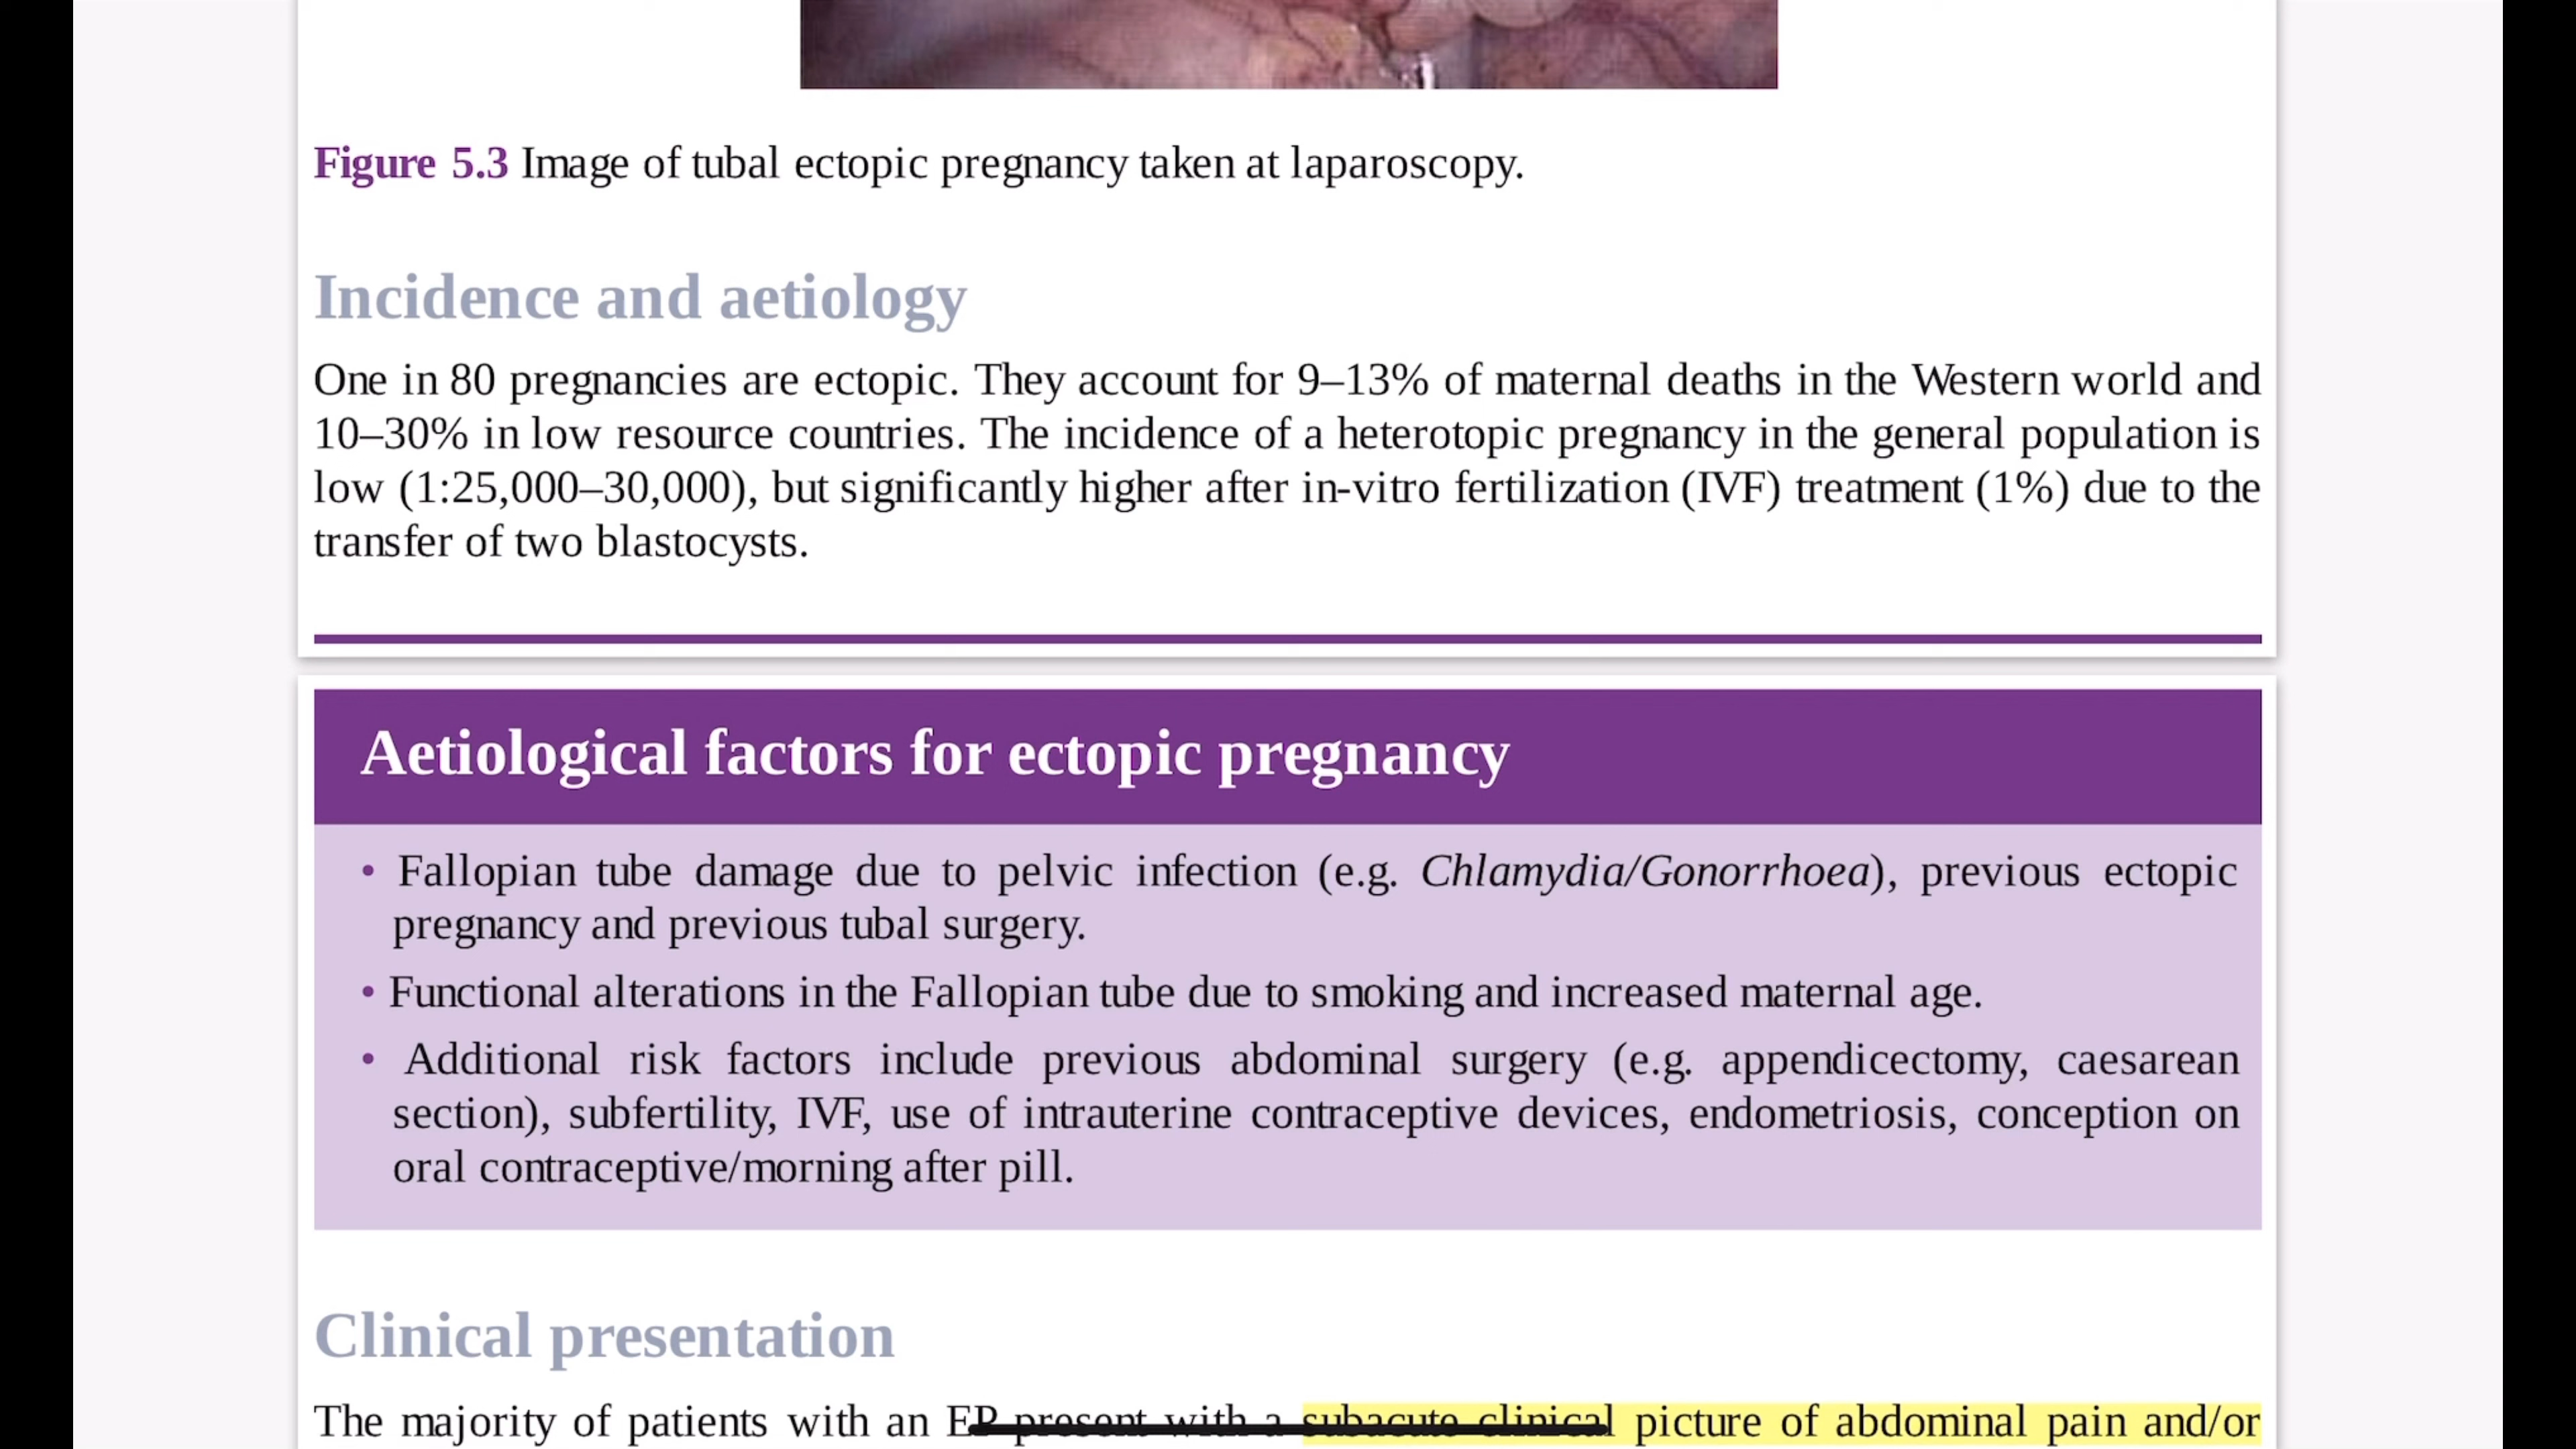 Figure 5.3 Image of tubal ectopic pregnancy taken at laparoscopy.
Incidence and aetiology
One in 80 pregnancies are ectopic. They account for 9–13% of maternal deaths in the Western world and
10–30% in low resource countries. The incidence of a heterotopic pregnancy in the general population is
low (1:25,000–30,000), but significantly higher after in-vitro fertilization (IVF) treatment (1%) due to the
transfer of two blastocysts.
Aetiological factors for ectopic pregnancy
• Fallopian tube damage due to pelvic infection (e.g. Chlamydia/Gonorrhoea), previous ectopic
pregnancy and previous tubal surgery.
• Functional alterations in the Fallopian tube due to smoking and increased maternal age.
• Additional risk factors include previous abdominal surgery (e.g. appendicectomy, caesarean
section), subfertility, IVF, use of intrauterine contraceptive devices, endometriosis, conception on
oral contraceptive/morning after pill.
Clinical presentation
The majority of patients with an EP present with a subacute clinical picture of abdominal pain and/or